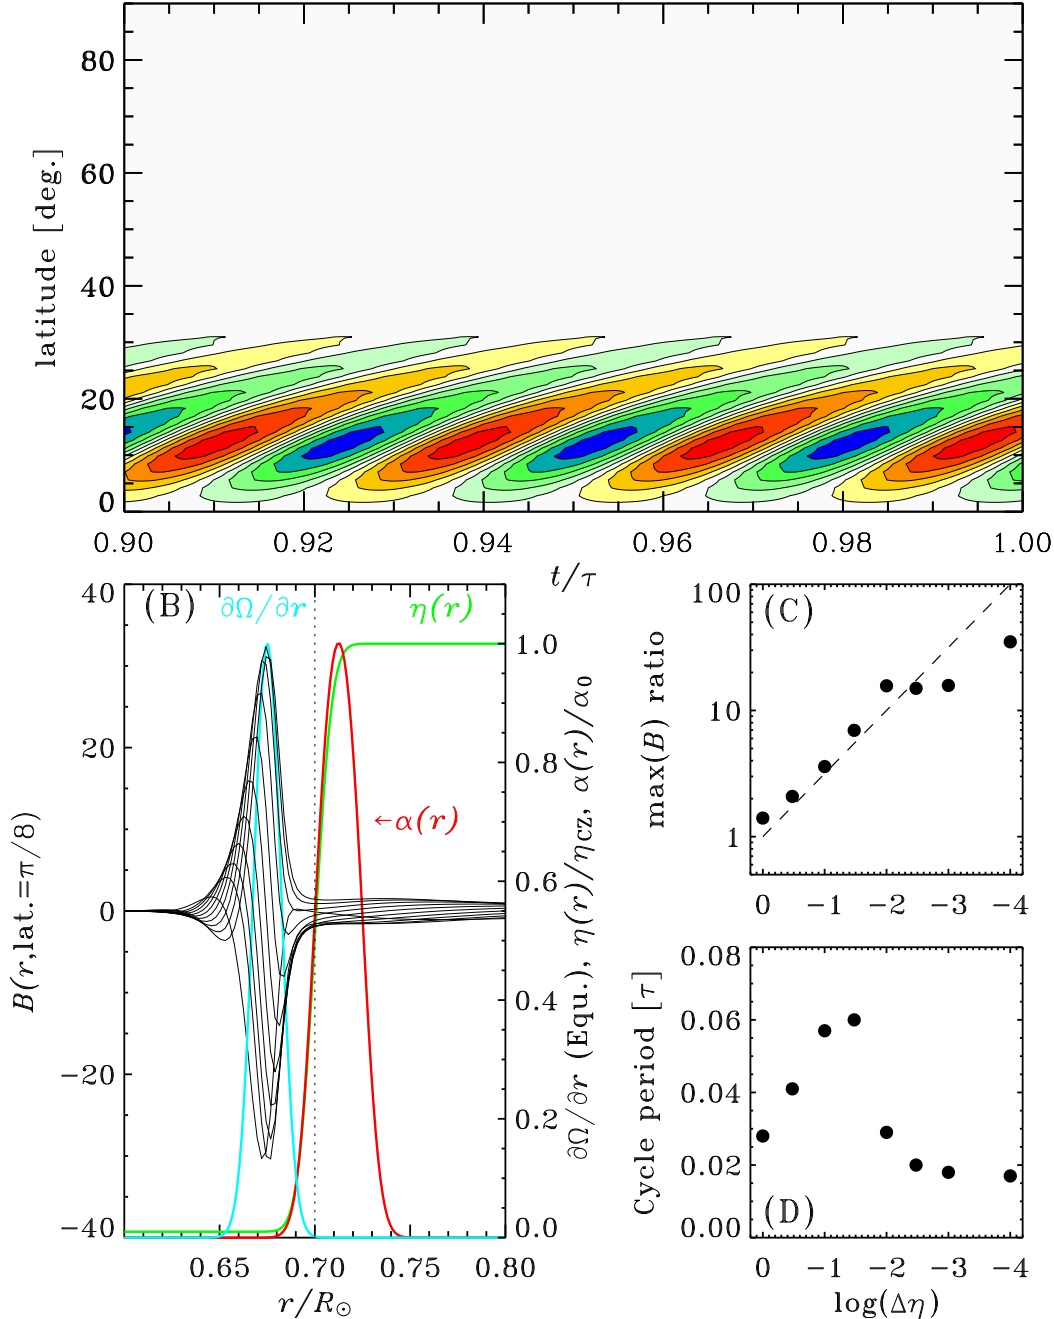 80
60
40
20
0
latitude [deg.]
0.90 0.92 0.94 0.96 0.98 1.00
t/τ
(B) ∂Ω/∂r η(r)
←α(r)
40
20
0
−20
−40
B(r,lat.=π/8)
1.0
0.8
0.6
0.4
0.2
0.0
∂Ω/∂r (Equ.), η(r)/ηCZ, α(r)/α0
0.65 0.70 0.75 0.80
r/R⊙
(C)
100
10
1
max(B) ratio
0 −1 −2 −3 −4
0.08
0.06
0.04
0.02
0.00
Cycle period [τ]
(D)
0 −1 −2 −3 −4
log(Δη)